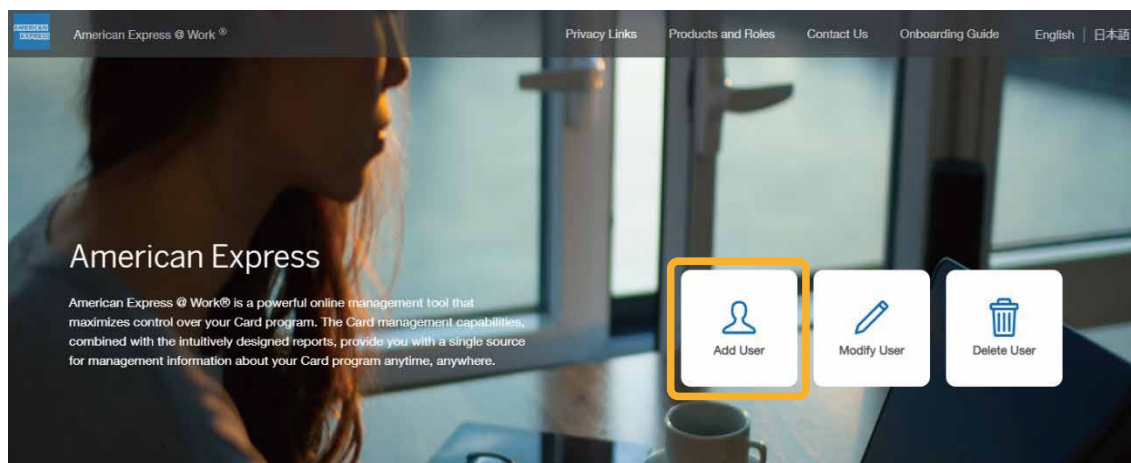 AMERICAN
EXPRESS
American Express @ Work ®
Privacy Links
Products and Roles
Contact Us
Onboarding Guide
English | 日本語
American Express
American Express @ Work® is a powerful online management tool that
maximizes control over your Card program. The Card management capabilities,
combined with the intuitively designed reports, provide you with a single source
for management information about your Card program anytime, anywhere.
Add User
Modify User
Delete User